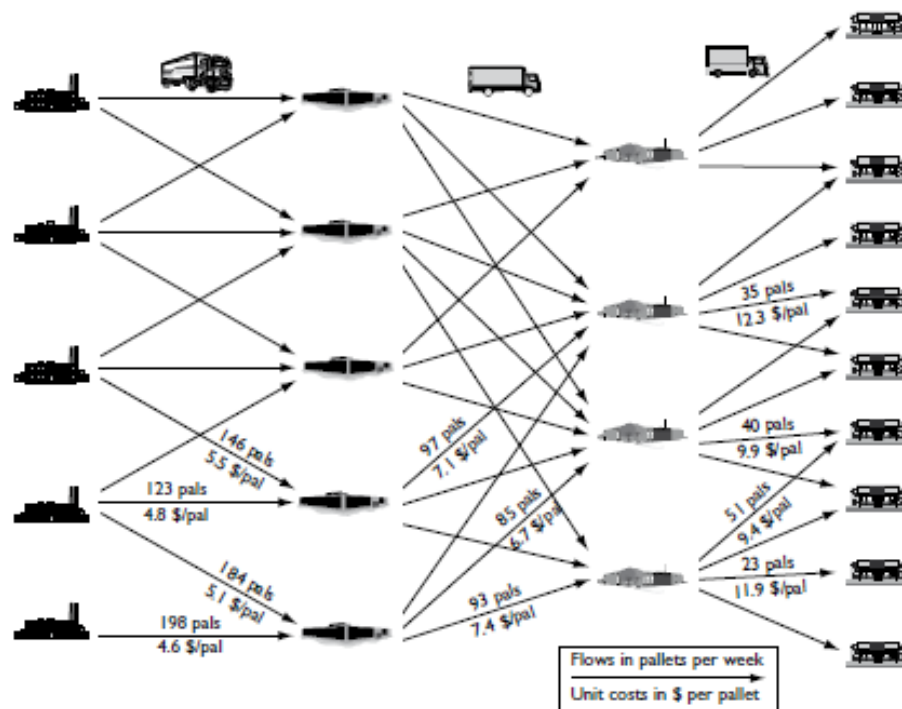 35 pals
12.3 $/pal
146 pals
5.5 $/pal
97 pals
7.1 $/pal
40 pals
9.9 $/pal
123 pals
4.8 $/pal
85 pals
6.7 $/pal
51 pals
9.4 $/pal
184 pals
5.1 $/pal
23 pals
11.9 $/pal
93 pals
7.4 $/pal
198 pals
4.6 $/pal
Flows in pallets per week
Unit costs in $ per pallet